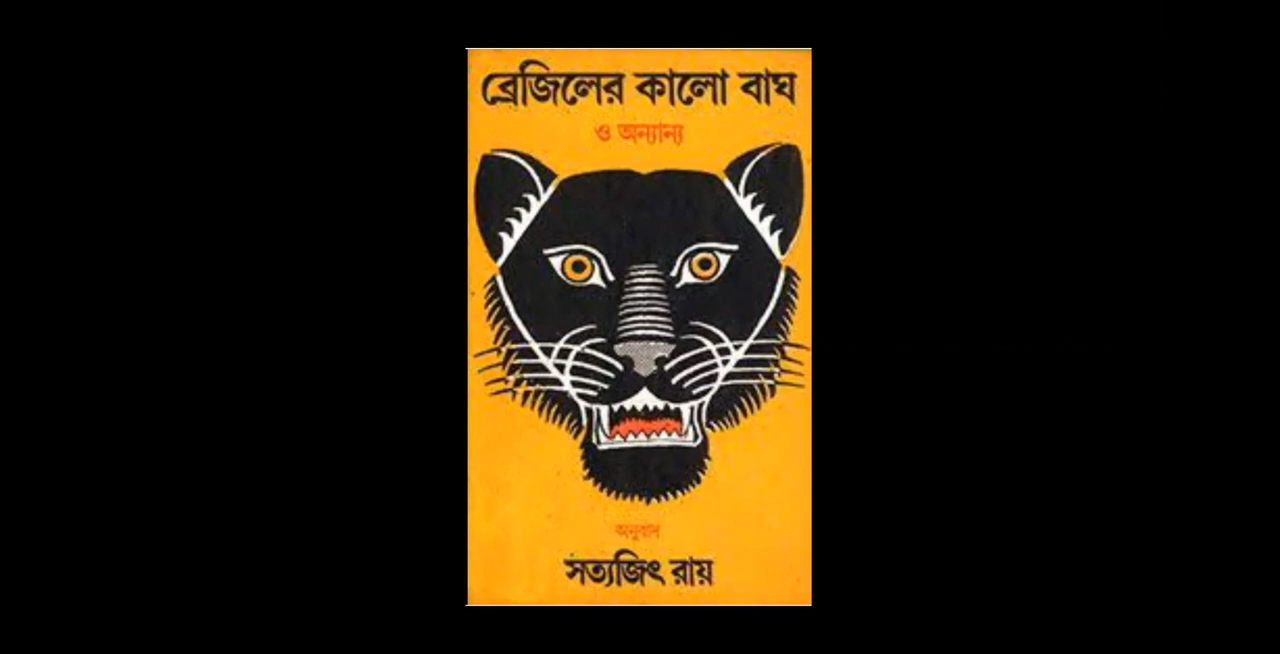 ব্রেজিলের কালো বাঘ
ও অন্যান্য
অনুবাদ
সত্যজিৎ রায়